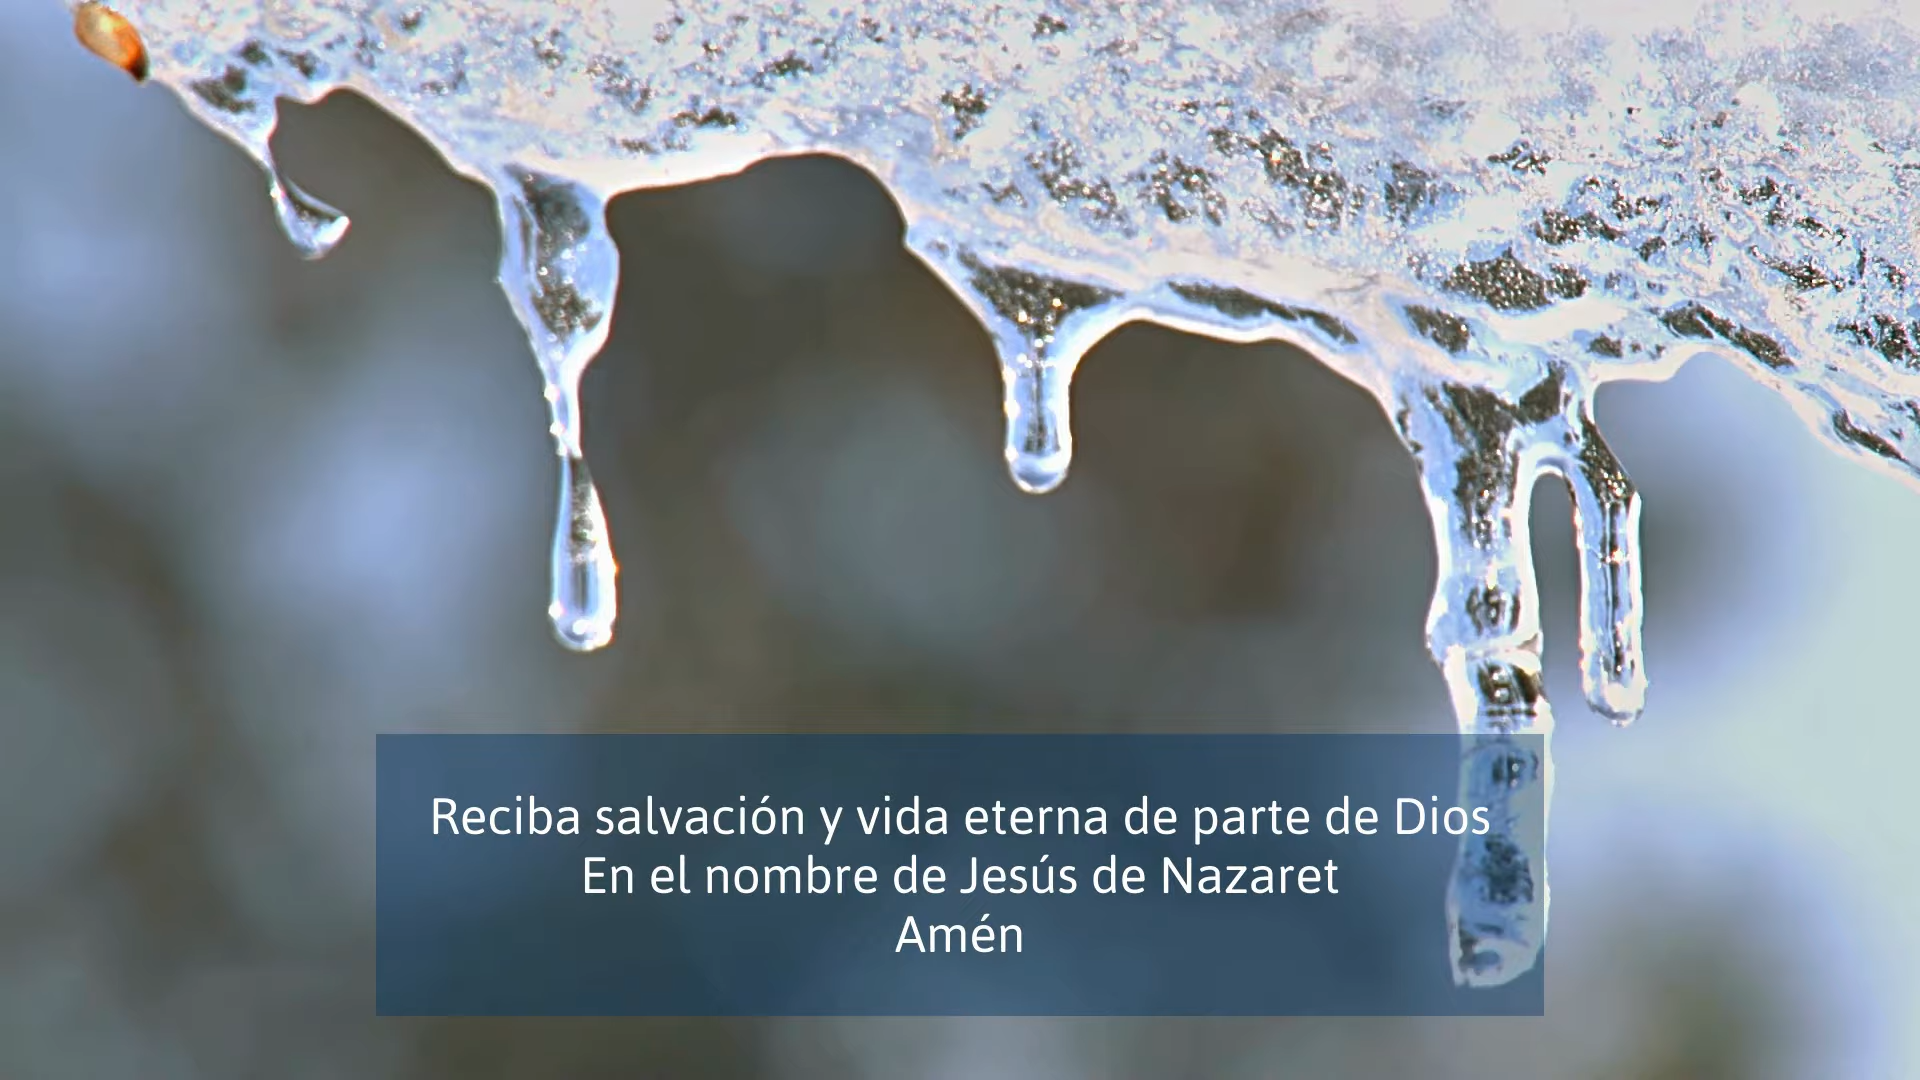 Reciba salvación y vida eterna de parte de Dios
En el nombre de Jesús de Nazaret
Amén